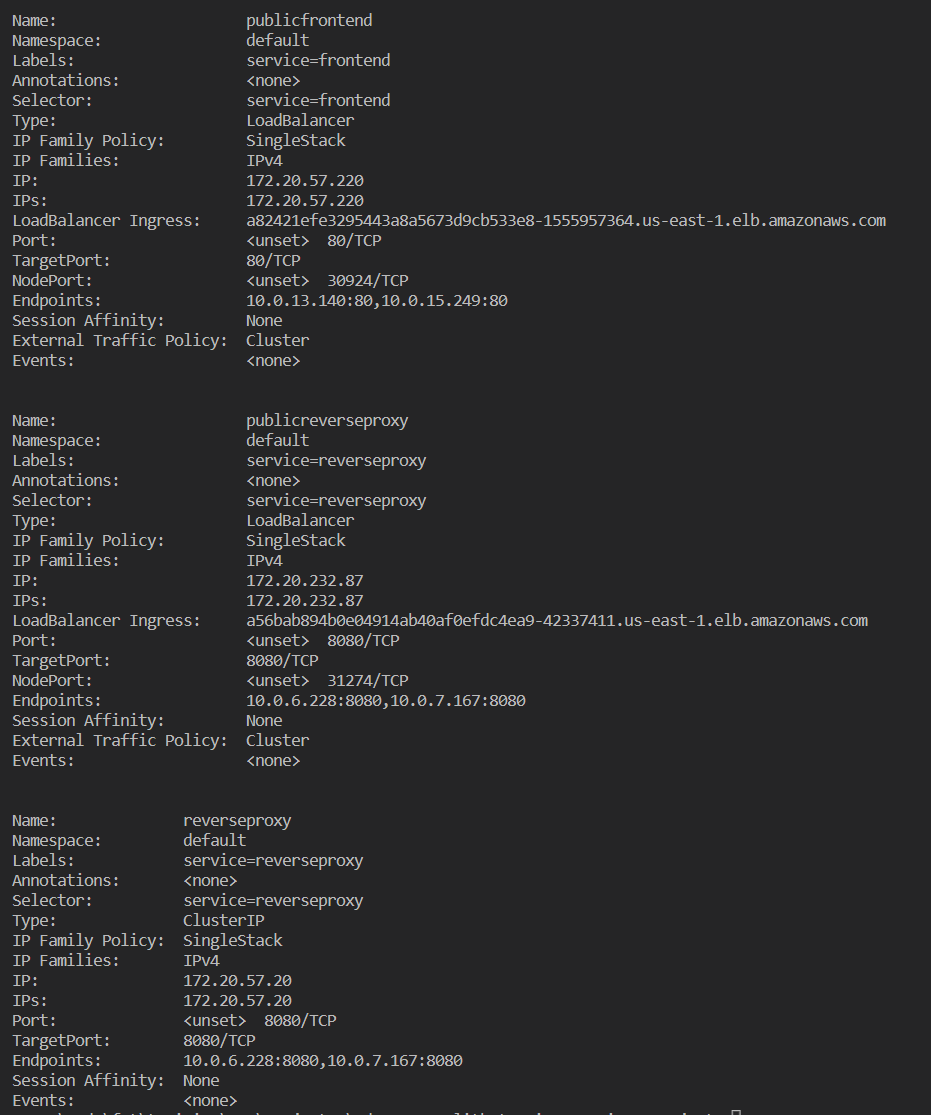 Name:                     publicfrontend
Namespace:                default
Labels:                   service=frontend
Annotations:              <none>
Selector:                 service=frontend
Type:                     LoadBalancer
IP Family Policy:         SingleStack
IP Families:              IPv4
IP:                       172.20.57.220
IPs:                      172.20.57.220
LoadBalancer Ingress:     a82421efe3295443a8a5673d9cb533e8-1555957364.us-east-1.elb.amazonaws.com
Port:                     <unset>  80/TCP
TargetPort:               80/TCP
NodePort:                 <unset>  30924/TCP
Endpoints:                10.0.13.140:80,10.0.15.249:80
Session Affinity:         None
External Traffic Policy:  Cluster
Events:                   <none>
Name:                     publicreverseproxy
Namespace:                default
Labels:                   service=reverseproxy
Annotations:              <none>
Selector:                 service=reverseproxy
Type:                     LoadBalancer
IP Family Policy:         SingleStack
IP Families:              IPv4
IP:                       172.20.232.87
IPs:                      172.20.232.87
LoadBalancer Ingress:     a56bab894b0e04914ab40af0efdc4ea9-42337411.us-east-1.elb.amazonaws.com
Port:                     <unset>  8080/TCP
TargetPort:               8080/TCP
NodePort:                 <unset>  31274/TCP
Endpoints:                10.0.6.228:8080,10.0.7.167:8080
Session Affinity:         None
External Traffic Policy:  Cluster
Events:                   <none>
Name:              reverseproxy
Namespace:         default
Labels:            service=reverseproxy
Annotations:       <none>
Selector:          service=reverseproxy
Type:              ClusterIP
IP Family Policy:  SingleStack
IP Families:       IPv4
IP:                172.20.57.20
IPs:               172.20.57.20
Port:              <unset>  8080/TCP
TargetPort:        8080/TCP
Endpoints:         10.0.6.228:8080,10.0.7.167:8080
Session Affinity:  None
Events:            <none>